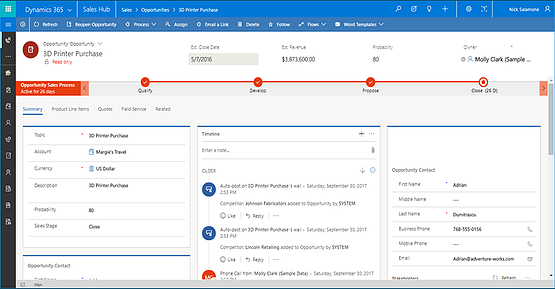 Dynamics 365
Sales Hub
Sales > Opportunities > 3D Printer Purchase
Nick Salamone
Refresh
Reopen Opportunity
Process
Assign
Email a Link
Follow
Flows
Word Templates
Opportunity: Opportunity
3D Printer Purchase
Read only
Est. Close Date
5/7/2016
Est. Revenue
$3,873,600.00
Probability
80
Owner
Molly Clark (Sample ...
Opportunity Sales Process
Active for 26 days
Qualify
Develop
Propose
Close (26 D)
Summary
Product Line Items
Quotes
Field Service
Related
Topic * 3D Printer Purchase
Account Margie's Travel
Currency * US Dollar
Description 3D Printer Purchase
Probability 80
Sales Stage Close
Opportunity Contact
Timeline
Enter a note...
OLDER
Auto-post on 3D Printer Purchase's wall - Saturday, September 30, 2017
2:53 PM
Competitor Johnson Fabricators added to Opportunity by SYSTEM
Like Reply ...
Auto-post on 3D Printer Purchase's wall - Saturday, September 30, 2017
2:53 PM
Competitor Lincoln Retailing added to Opportunity by SYSTEM
Like Reply ...
Phone Call from Molly Clark (Sample Data) - Saturday, September 30,
Opportunity Contact
First Name * Adrian
Middle Name ---
Last Name * Dumitrascu
Business Phone 768-555-0156
Mobile Phone ---
Email Adrian@adventure-works.com
Stakeholders
Refresh ...
Won